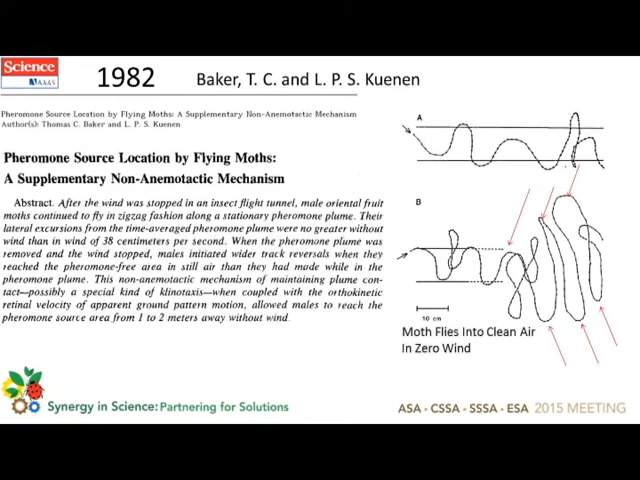 Science
AAAS
1982
Baker, T. C. and L. P. S. Kuenen
Pheromone Source Location by Flying Moths: A Supplementary Non-Anemotactic Mechanism
Author(s): Thomas C. Baker and L. P. S. Kuenen
Pheromone Source Location by Flying Moths:
A Supplementary Non-Anemotactic Mechanism
Abstract. After the wind was stopped in an insect flight tunnel, male oriental fruit
moths continued to fly in zigzag fashion along a stationary pheromone plume. Their
lateral excursions from the time-averaged pheromone plume were no greater without
wind than in wind of 38 centimeters per second. When the pheromone plume was
removed and the wind stopped, males initiated wider track reversals when they
reached the pheromone-free area in still air than they had made while in the
pheromone plume. This non-anemotactic mechanism of maintaining plume con-
tact—possibly a special kind of klinotaxis—when coupled with the orthokinetic
retinal velocity of apparent ground pattern motion, allowed males to reach the
pheromone source area from 1 to 2 meters away without wind.
A
B
10 cm
Moth Flies Into Clean Air
In Zero Wind
Synergy in Science: Partnering for Solutions
ASA • CSSA • SSSA • ESA 2015 MEETING